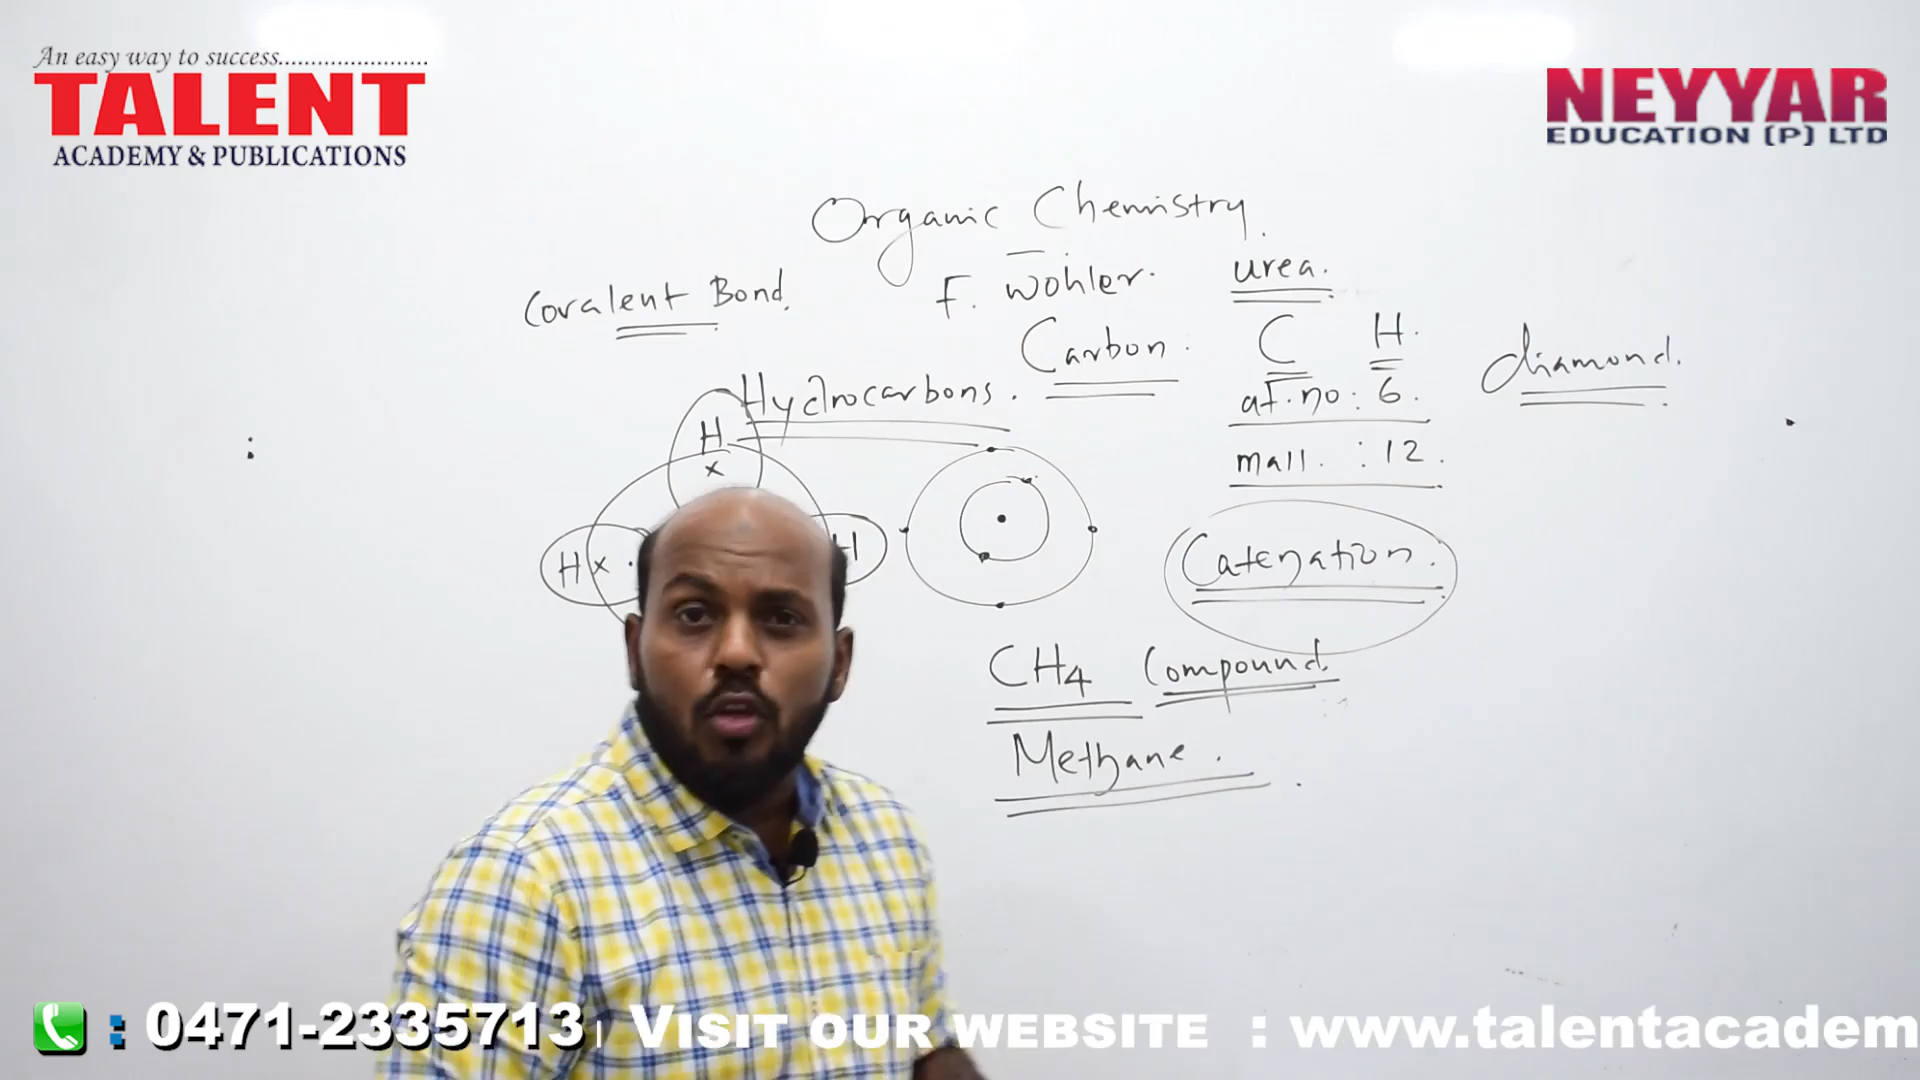 An easy way to success......................
TALENT
ACADEMY & PUBLICATIONS
NEYYAR
EDUCATION (P) LTD
Organic Chemistry.
Covalent Bond.
F. Wohler.
urea.
Carbon.
C H.
at.no: 6.
mass. : 12.
diamond.
Hydrocarbons.
H
x
H x .
H
Catenation.
CH4 Compound.
Methane.
: 0471-2335713 | VISIT OUR WEBSITE : www.talentacadem